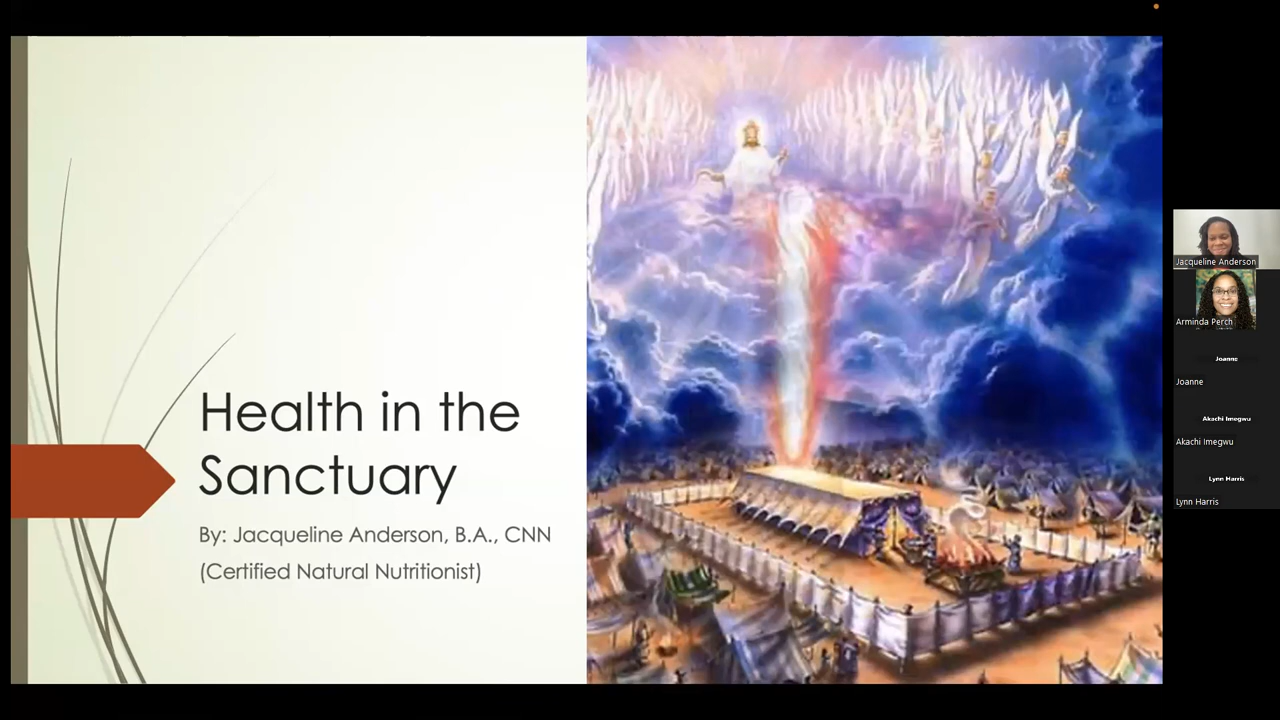 Health in the
Sanctuary
By: Jacqueline Anderson, B.A., CNN
(Certified Natural Nutritionist)
Jacqueline Anderson
Arminda Perch
Joanne
Joanne
Akachi Imegwu
Akachi Imegwu
Lynn Harris
Lynn Harris